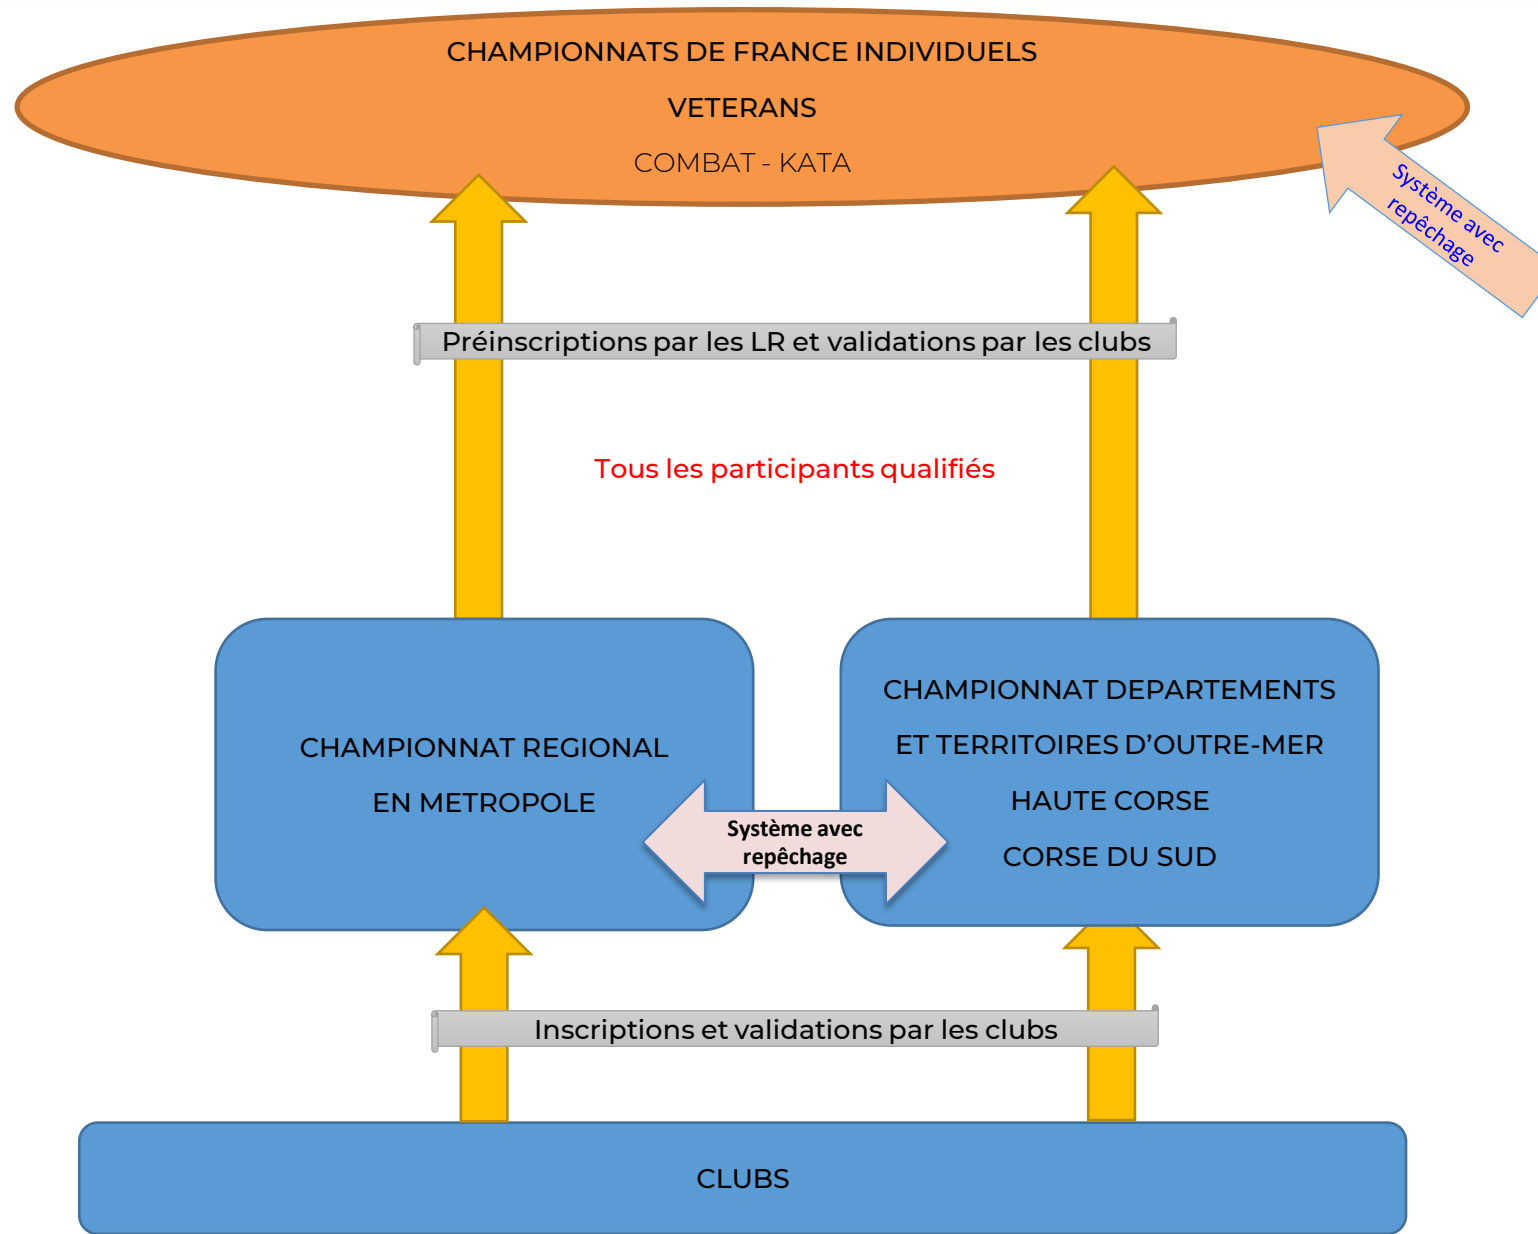 CHAMPIONNATS DE FRANCE INDIVIDUELS
VETERANS
COMBAT - KATA
Système avec
repêchage
Préinscriptions par les LR et validations par les clubs
Tous les participants qualifiés
CHAMPIONNAT REGIONAL
EN METROPOLE
CHAMPIONNAT DEPARTEMENTS
ET TERRITOIRES D’OUTRE-MER
HAUTE CORSE
CORSE DU SUD
Système avec
repêchage
Inscriptions et validations par les clubs
CLUBS